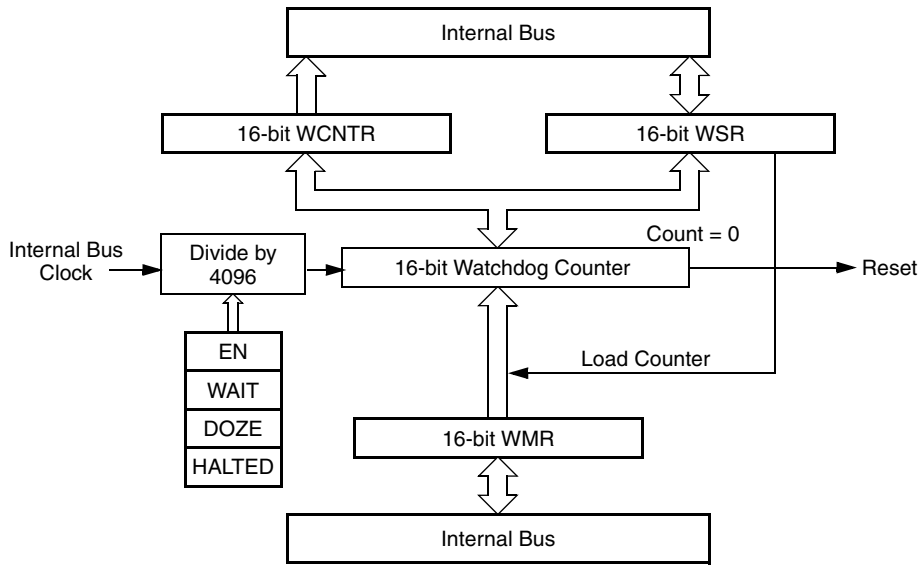 Internal Bus
16-bit WCNTR
16-bit WSR
Count = 0
Internal Bus
Clock
Divide by
4096
16-bit Watchdog Counter
Reset
EN
WAIT
DOZE
HALTED
Load Counter
16-bit WMR
Internal Bus